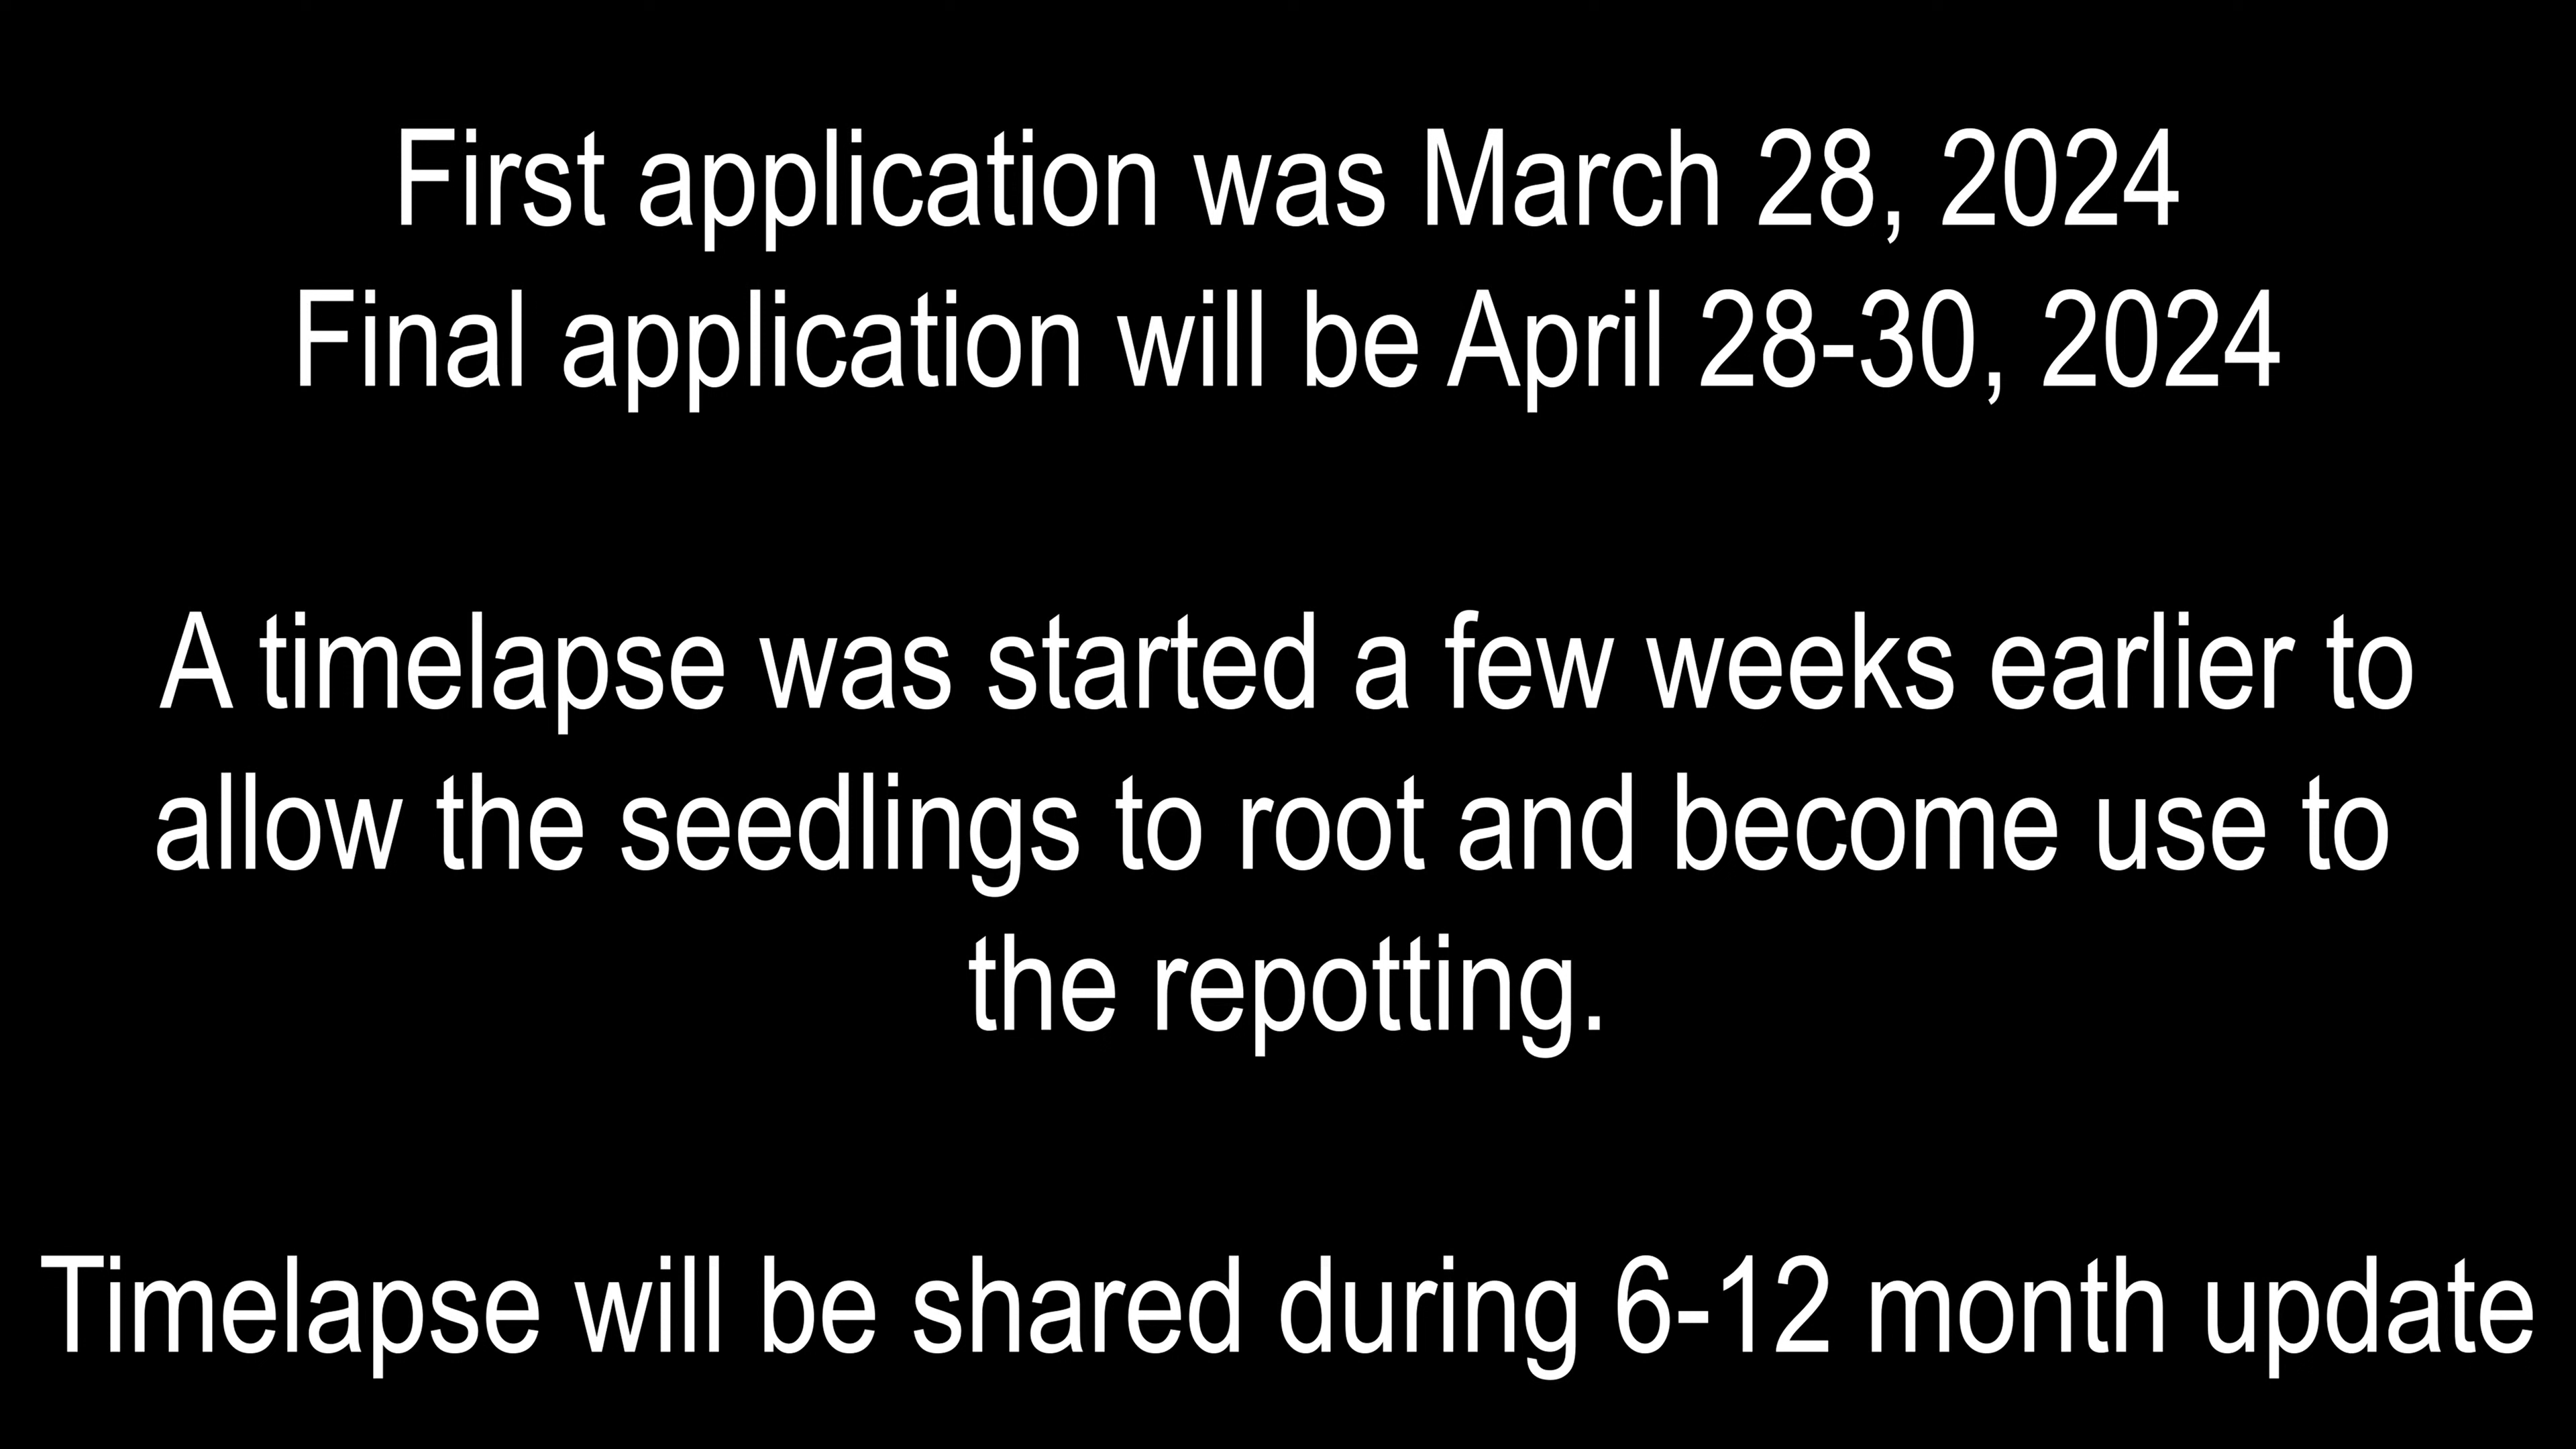 First application was March 28, 2024
Final application will be April 28-30, 2024
A timelapse was started a few weeks earlier to
allow the seedlings to root and become use to
the repotting.
Timelapse will be shared during 6-12 month update